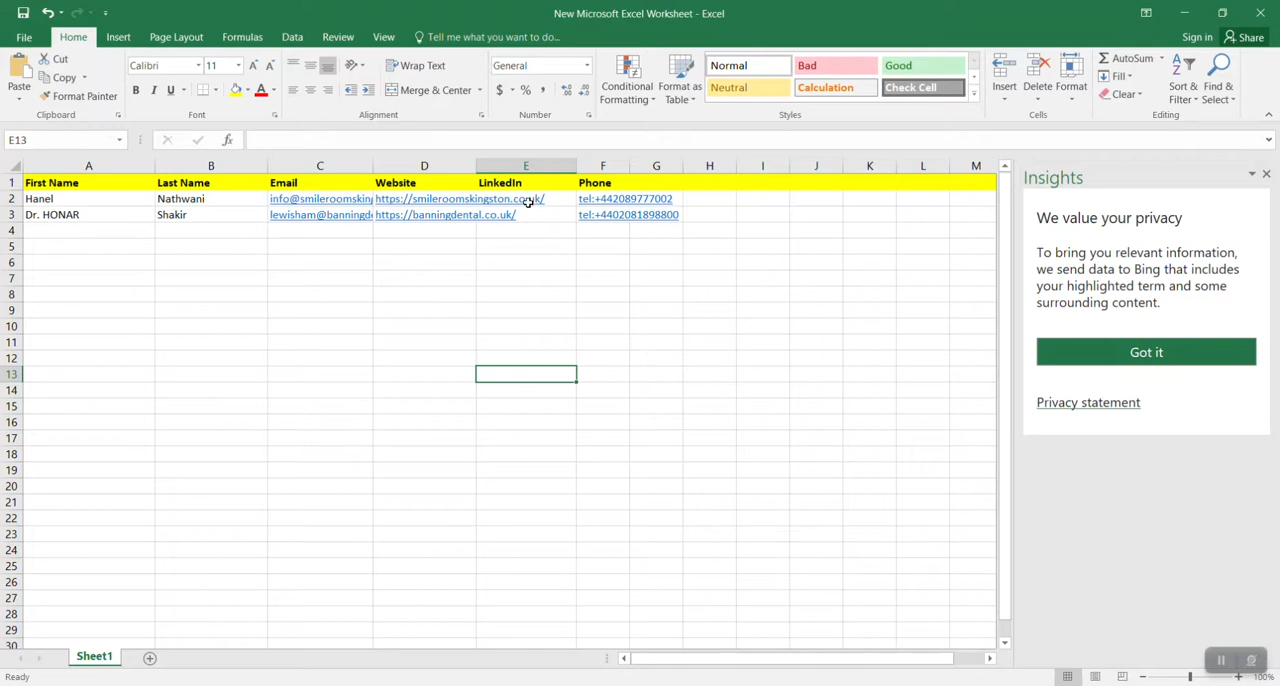 New Microsoft Excel Worksheet - Excel
File Home Insert Page Layout Formulas Data Review View Tell me what you want to do... Sign in Share
Paste
Cut
Copy
Format Painter
Clipboard
Calibri 11
B I U A
Font
Wrap Text
Merge & Center
Alignment
General
$ % ,
Number
Conditional Formatting
Format as Table
Normal Bad Good
Neutral Calculation Check Cell
Styles
Insert Delete Format
Cells
AutoSum
Fill
Clear
Sort & Filter
Find & Select
Editing
E13 fx
A B C D E F G H I J K L M
1 First Name Last Name Email Website LinkedIn Phone
2 Hanel Nathwani info@smileroomsking https://smileroomskingston.co.uk/ tel:+442089777002
3 Dr. HONAR Shakir lewisham@banningde https://banningdental.co.uk/ tel:+4402081898800
4
5
6
7
8
9
10
11
12
13
14
15
16
17
18
19
20
21
22
23
24
25
26
27
28
29
30
Insights
We value your privacy
To bring you relevant information,
we send data to Bing that includes
your highlighted term and some
surrounding content.
Got it
Privacy statement
Sheet1
Ready
100%